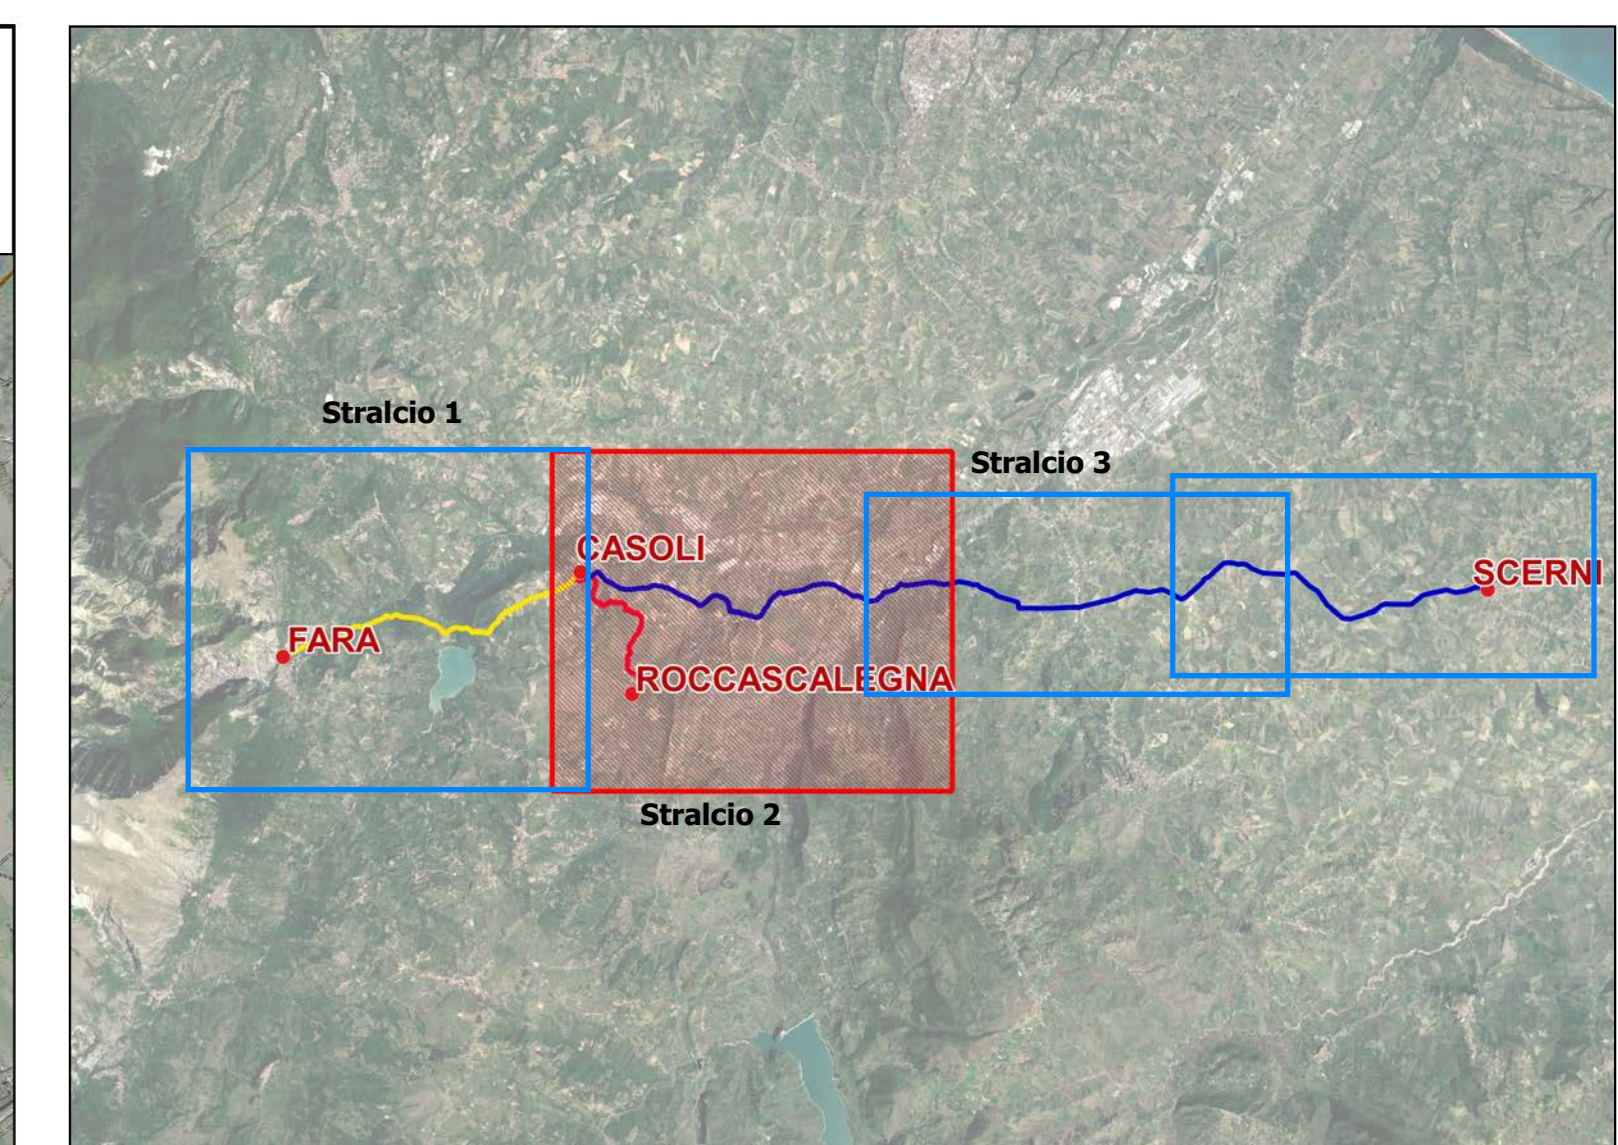 Stralcio 1
Stralcio 3
CASOLI
SCERNI
FARA
ROCCASCALEGNA
Stralcio 2